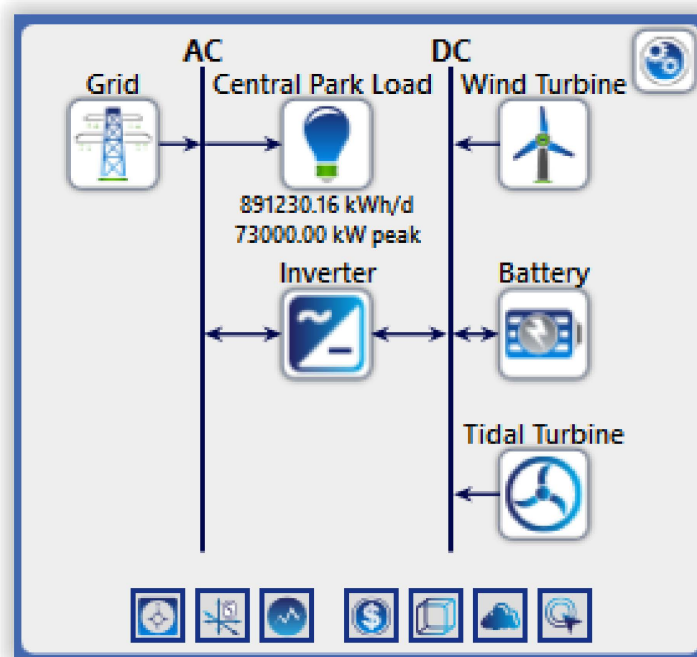 AC DC
Grid Central Park Load Wind Turbine
891230.16 kWh/d
73000.00 kW peak
Inverter Battery
Tidal Turbine